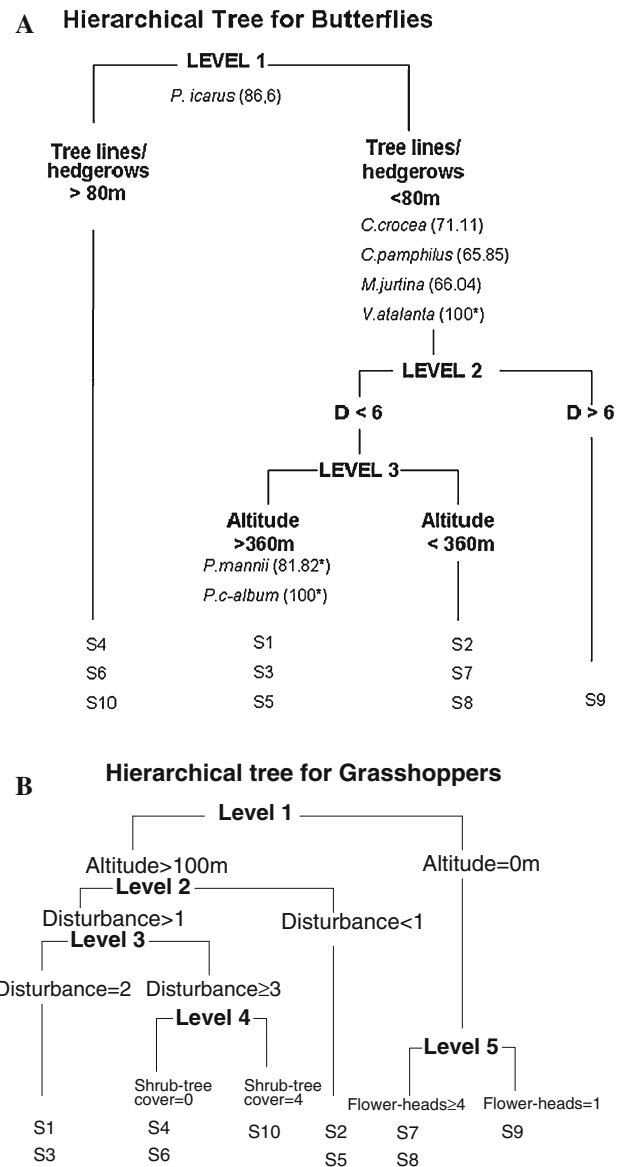 A
Hierarchical Tree for Butterflies
LEVEL 1
P. icarus (86,6)
Tree lines/
hedgerows
> 80m
Tree lines/
hedgerows
<80m
C.crocea (71.11)
C.pamphilus (65.85)
M.jurtina (66.04)
V.atalanta (100*)
LEVEL 2
D < 6
D > 6
LEVEL 3
Altitude
>360m
P.mannii (81.82*)
P.c-album (100*)
Altitude
< 360m
S4
S6
S10
S1
S3
S5
S2
S7
S8
S9
B
Hierarchical tree for Grasshoppers
Level 1
Altitude>100m
Altitude=0m
Level 2
Disturbance>1
Disturbance<1
Level 3
Disturbance=2
Disturbance≥3
Level 4
Level 5
Shrub-tree
cover=0
Shrub-tree
cover=4
Flower-heads≥4
Flower-heads=1
S1
S3
S4
S6
S10
S2
S5
S7
S8
S9